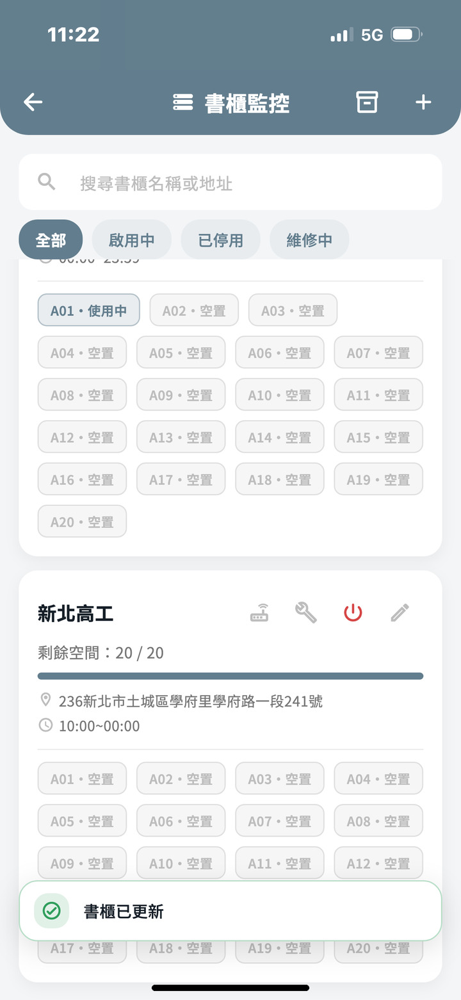 11:22 5G
書櫃監控
搜尋書櫃名稱或地址
全部 啟用中 已停用 維修中
00:00~23:59
A01・使用中 A02・空置 A03・空置
A04・空置 A05・空置 A06・空置 A07・空置
A08・空置 A09・空置 A10・空置 A11・空置
A12・空置 A13・空置 A14・空置 A15・空置
A16・空置 A17・空置 A18・空置 A19・空置
A20・空置
新北高工
剩餘空間：20 / 20
236新北市土城區學府里學府路一段241號
10:00~00:00
A01・空置 A02・空置 A03・空置 A04・空置
A05・空置 A06・空置 A07・空置 A08・空置
A09・空置 A10・空置 A11・空置 A12・空置
書櫃已更新
A17・空置 A18・空置 A19・空置 A20・空置